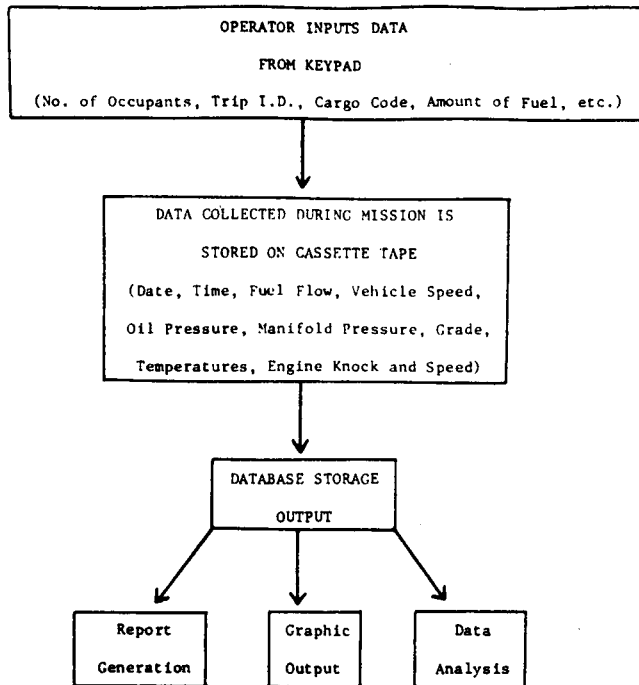 OPERATOR INPUTS DATA
FROM KEYPAD
(No. of Occupants, Trip I.D., Cargo Code, Amount of Fuel, etc.)
DATA COLLECTED DURING MISSION IS
STORED ON CASSETTE TAPE
(Date, Time, Fuel Flow, Vehicle Speed,
Oil Pressure, Manifold Pressure, Grade,
Temperatures, Engine Knock and Speed)
DATABASE STORAGE
OUTPUT
Report
Generation
Graphic
Output
Data
Analysis